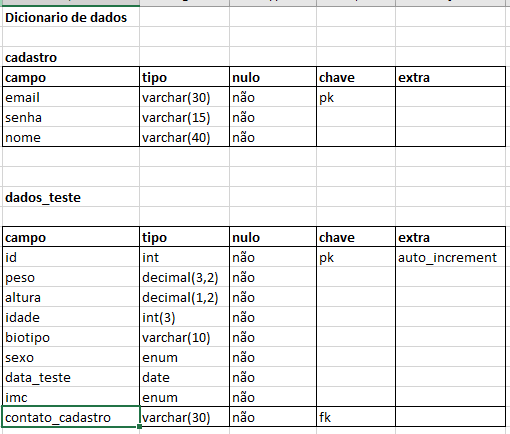 Dicionario de dados
cadastro
campo tipo nulo chave extra
email varchar(30) não pk
senha varchar(15) não
nome varchar(40) não
dados_teste
campo tipo nulo chave extra
id int não pk auto_increment
peso decimal(3,2) não
altura decimal(1,2) não
idade int(3) não
biotipo varchar(10) não
sexo enum não
data_teste date não
imc enum não
contato_cadastro varchar(30) não fk